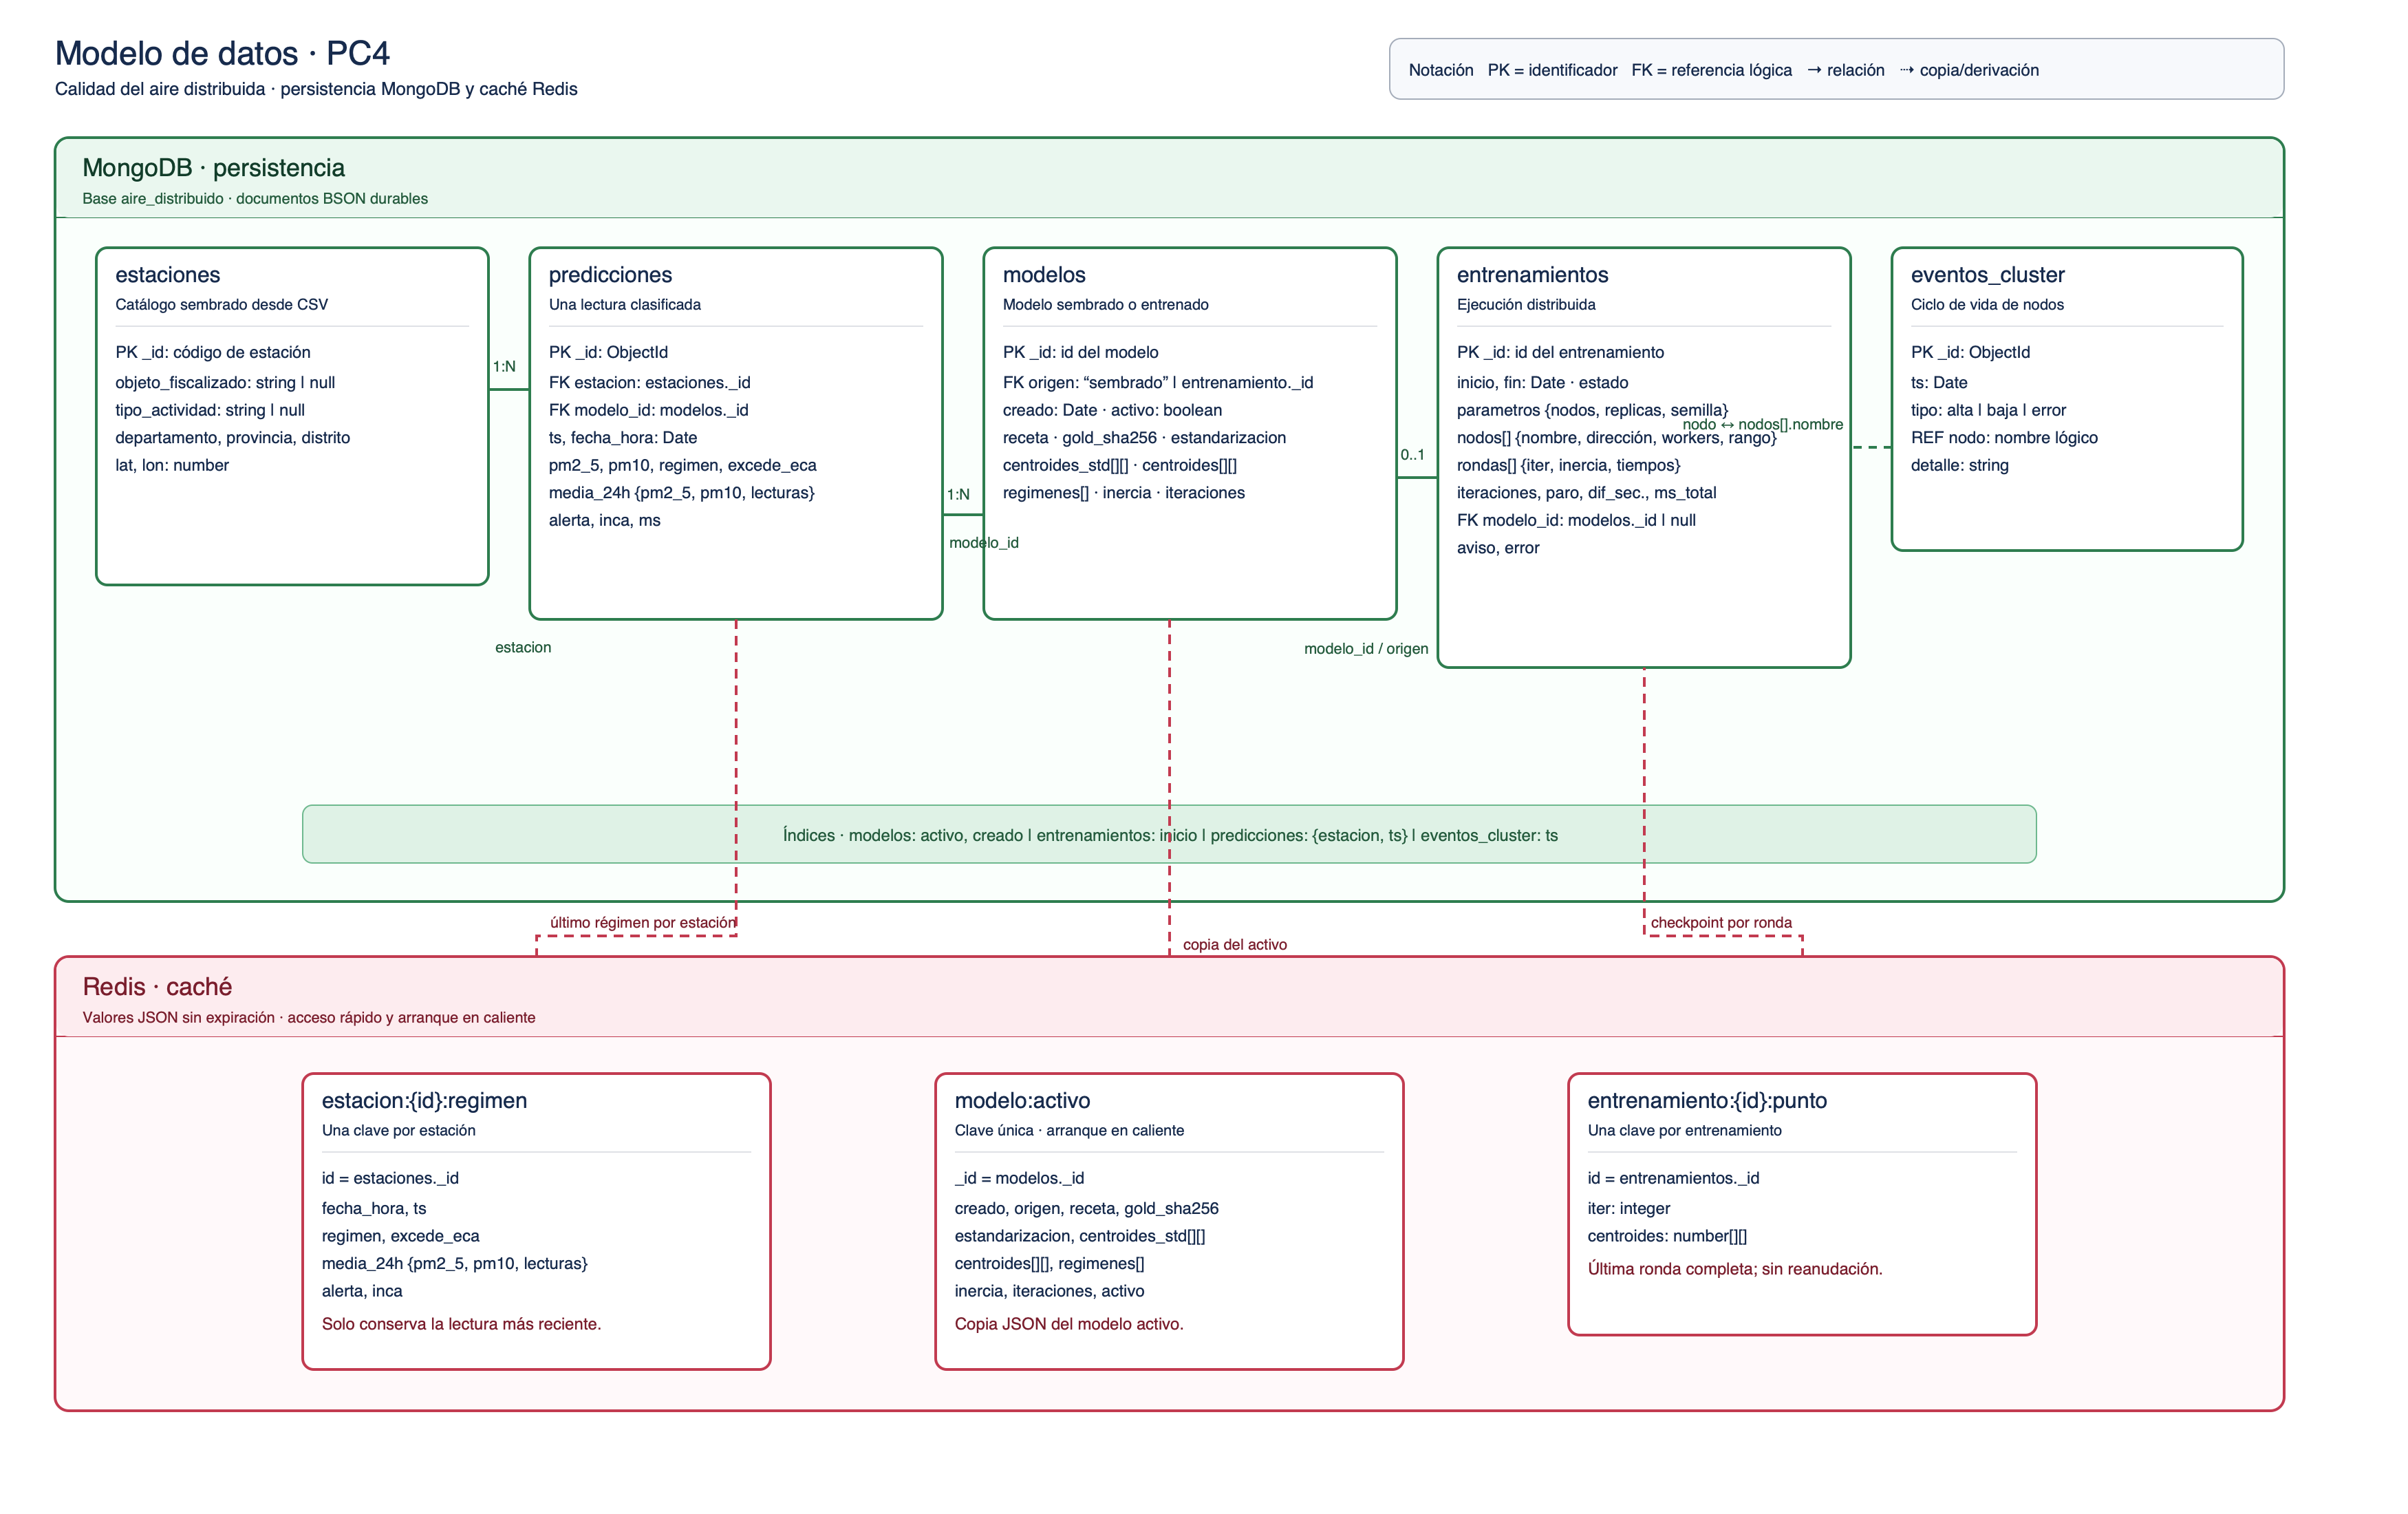 Modelo de datos · PC4
Calidad del aire distribuida · persistencia MongoDB y caché Redis
Notación PK = identificador FK = referencia lógica → relación ⇢ copia/derivación
MongoDB · persistencia
Base aire_distribuido · documentos BSON durables
estaciones
Catálogo sembrado desde CSV
PK _id: código de estación
objeto_fiscalizado: string | null
tipo_actividad: string | null
departamento, provincia, distrito
lat, lon: number
1:N
estacion
predicciones
Una lectura clasificada
PK _id: ObjectId
FK estacion: estaciones._id
FK modelo_id: modelos._id
ts, fecha_hora: Date
pm2_5, pm10, regimen, excede_eca
media_24h {pm2_5, pm10, lecturas}
alerta, inca, ms
1:N
modelo_id
modelos
Modelo sembrado o entrenado
PK _id: id del modelo
FK origen: “sembrado” | entrenamiento._id
creado: Date · activo: boolean
receta · gold_sha256 · estandarizacion
centroides_std[][] · centroides[][]
regimenes[] · inercia · iteraciones
0..1
modelo_id / origen
entrenamientos
Ejecución distribuida
PK _id: id del entrenamiento
inicio, fin: Date · estado
parametros {nodos, replicas, semilla}
nodo ↔ nodos[].nombre
nodos[] {nombre, dirección, workers, rango}
rondas[] {iter, inercia, tiempos}
iteraciones, paro, dif_sec., ms_total
FK modelo_id: modelos._id | null
aviso, error
eventos_cluster
Ciclo de vida de nodos
PK _id: ObjectId
ts: Date
tipo: alta | baja | error
REF nodo: nombre lógico
detalle: string
Índices · modelos: activo, creado | entrenamientos: inicio | predicciones: {estacion, ts} | eventos_cluster: ts
último régimen por estación
copia del activo
checkpoint por ronda
Redis · caché
Valores JSON sin expiración · acceso rápido y arranque en caliente
estacion:{id}:regimen
Una clave por estación
id = estaciones._id
fecha_hora, ts
regimen, excede_eca
media_24h {pm2_5, pm10, lecturas}
alerta, inca
Solo conserva la lectura más reciente.
modelo:activo
Clave única · arranque en caliente
_id = modelos._id
creado, origen, receta, gold_sha256
estandarizacion, centroides_std[][]
centroides[][], regimenes[]
inercia, iteraciones, activo
Copia JSON del modelo activo.
entrenamiento:{id}:punto
Una clave por entrenamiento
id = entrenamientos._id
iter: integer
centroides: number[][]
Última ronda completa; sin reanudación.